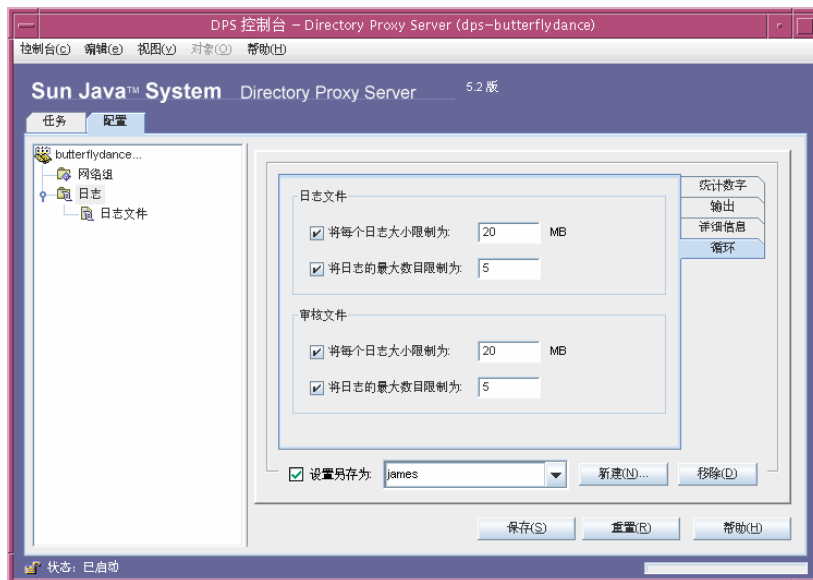 DPS 控制台 – Directory Proxy Server (dps-butterflydance)
控制台(C) 编辑(e) 视图(V) 对象(O) 帮助(H)
Sun Java™ System Directory Proxy Server 5.2 版
任务 配置
butterflydance...
网络组
日志
日志文件
统计数字
输出
详细信息
循环
日志文件
将每个日志大小限制为: 20 MB
将日志的最大数目限制为: 5
审核文件
将每个日志大小限制为: 20 MB
将日志的最大数目限制为: 5
设置另存为: james 新建(N)... 移除(D)
保存(S) 重置(R) 帮助(H)
状态: 已启动